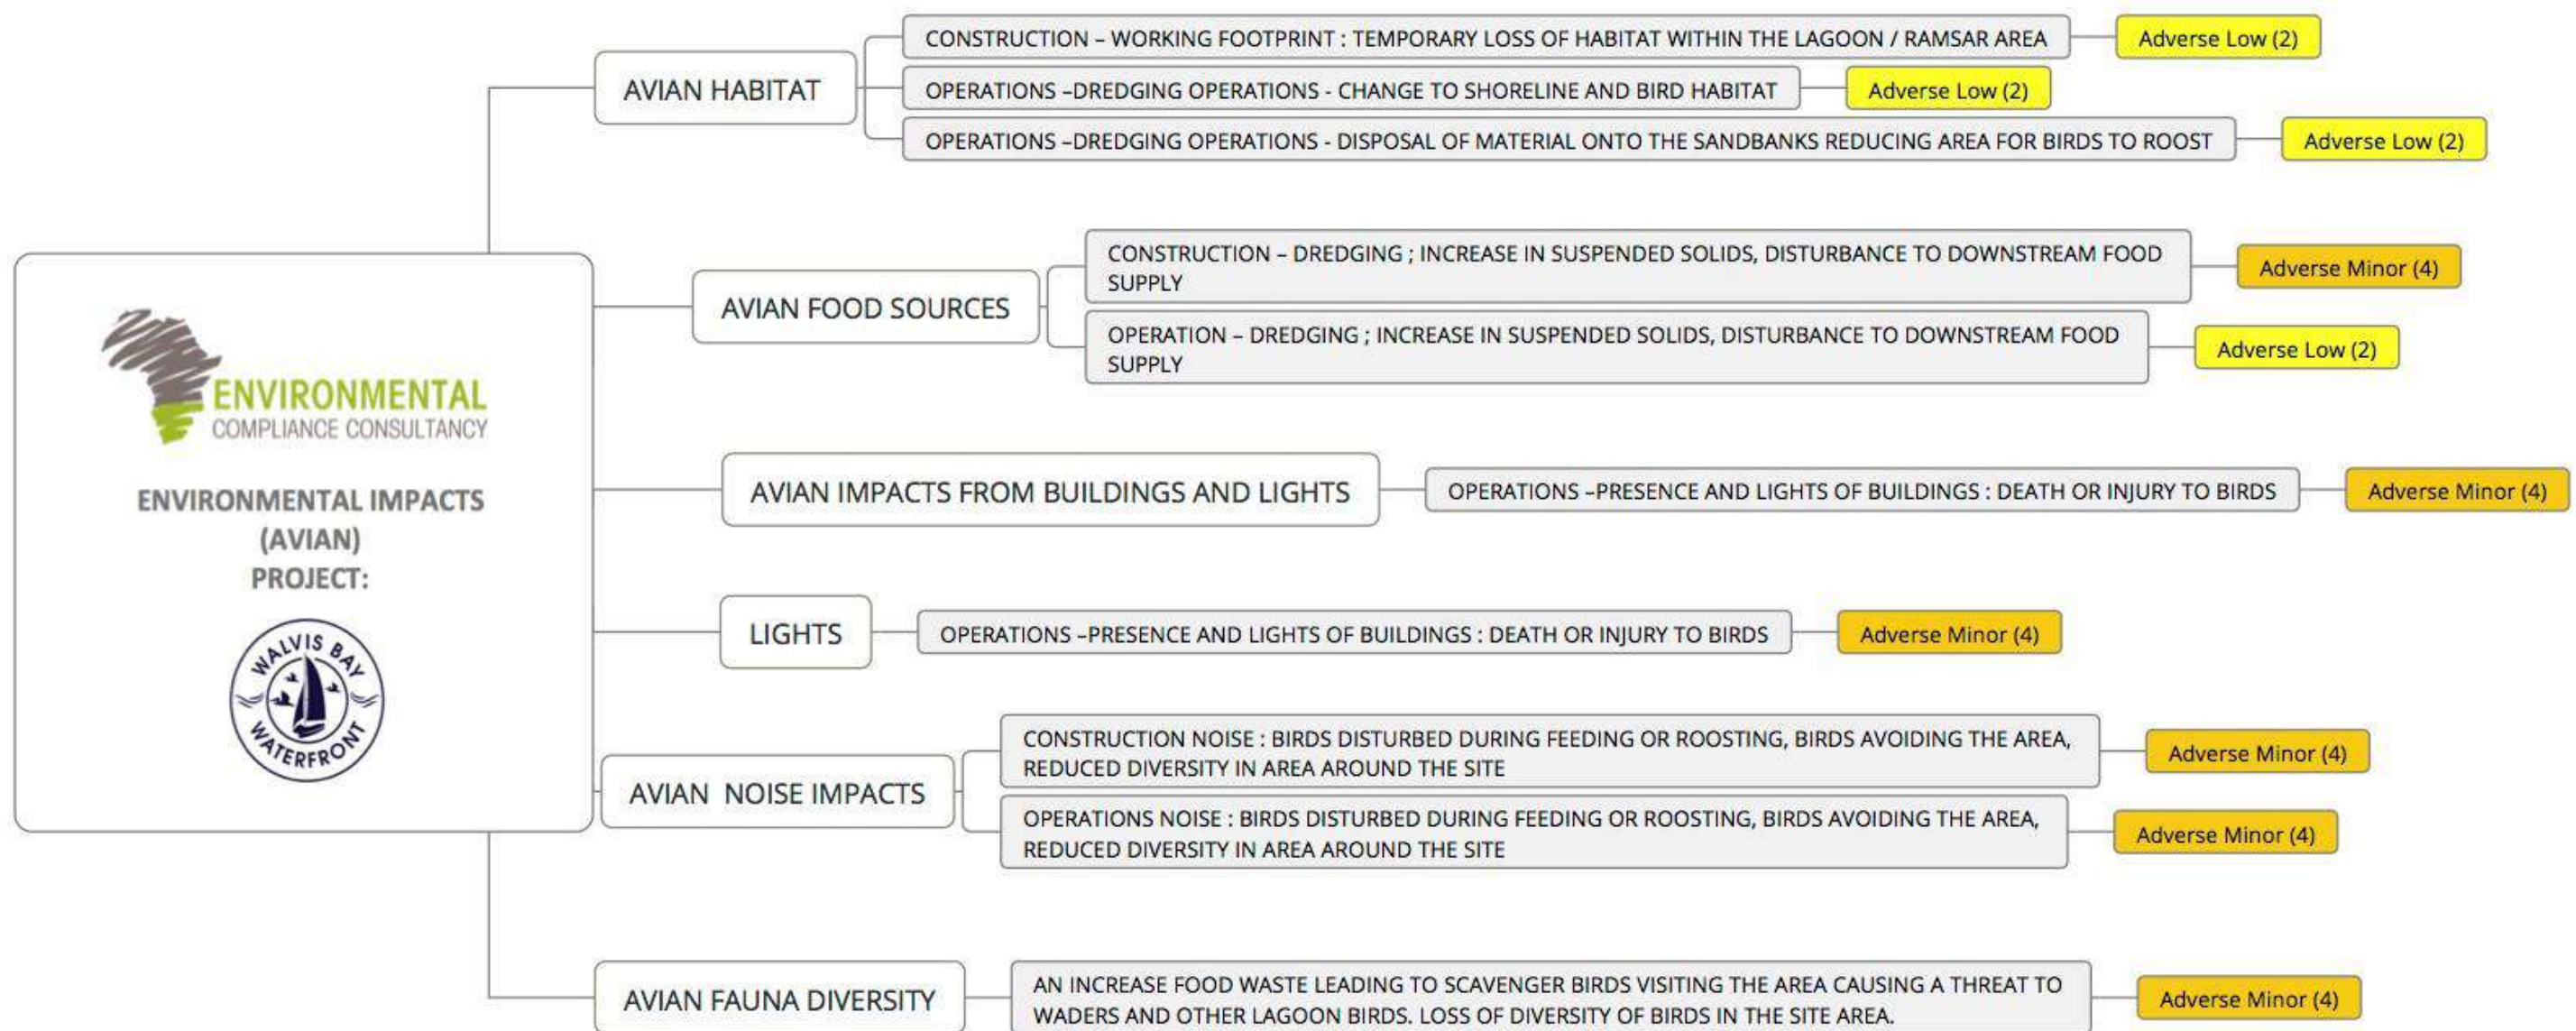 CONSTRUCTION – WORKING FOOTPRINT : TEMPORARY LOSS OF HABITAT WITHIN THE LAGOON / RAMSAR AREA
Adverse Low (2)
AVIAN HABITAT
OPERATIONS –DREDGING OPERATIONS - CHANGE TO SHORELINE AND BIRD HABITAT
Adverse Low (2)
OPERATIONS –DREDGING OPERATIONS - DISPOSAL OF MATERIAL ONTO THE SANDBANKS REDUCING AREA FOR BIRDS TO ROOST
Adverse Low (2)
AVIAN FOOD SOURCES
CONSTRUCTION – DREDGING ; INCREASE IN SUSPENDED SOLIDS, DISTURBANCE TO DOWNSTREAM FOOD
SUPPLY
Adverse Minor (4)
OPERATION – DREDGING ; INCREASE IN SUSPENDED SOLIDS, DISTURBANCE TO DOWNSTREAM FOOD
SUPPLY
Adverse Low (2)
ENVIRONMENTAL
COMPLIANCE CONSULTANCY
ENVIRONMENTAL IMPACTS
(AVIAN)
PROJECT:
WALVIS BAY
WATERFRONT
AVIAN IMPACTS FROM BUILDINGS AND LIGHTS
OPERATIONS –PRESENCE AND LIGHTS OF BUILDINGS : DEATH OR INJURY TO BIRDS
Adverse Minor (4)
LIGHTS
OPERATIONS –PRESENCE AND LIGHTS OF BUILDINGS : DEATH OR INJURY TO BIRDS
Adverse Minor (4)
AVIAN  NOISE IMPACTS
CONSTRUCTION NOISE : BIRDS DISTURBED DURING FEEDING OR ROOSTING, BIRDS AVOIDING THE AREA,
REDUCED DIVERSITY IN AREA AROUND THE SITE
Adverse Minor (4)
OPERATIONS NOISE : BIRDS DISTURBED DURING FEEDING OR ROOSTING, BIRDS AVOIDING THE AREA,
REDUCED DIVERSITY IN AREA AROUND THE SITE
Adverse Minor (4)
AVIAN FAUNA DIVERSITY
AN INCREASE FOOD WASTE LEADING TO SCAVENGER BIRDS VISITING THE AREA CAUSING A THREAT TO
WADERS AND OTHER LAGOON BIRDS. LOSS OF DIVERSITY OF BIRDS IN THE SITE AREA.
Adverse Minor (4)